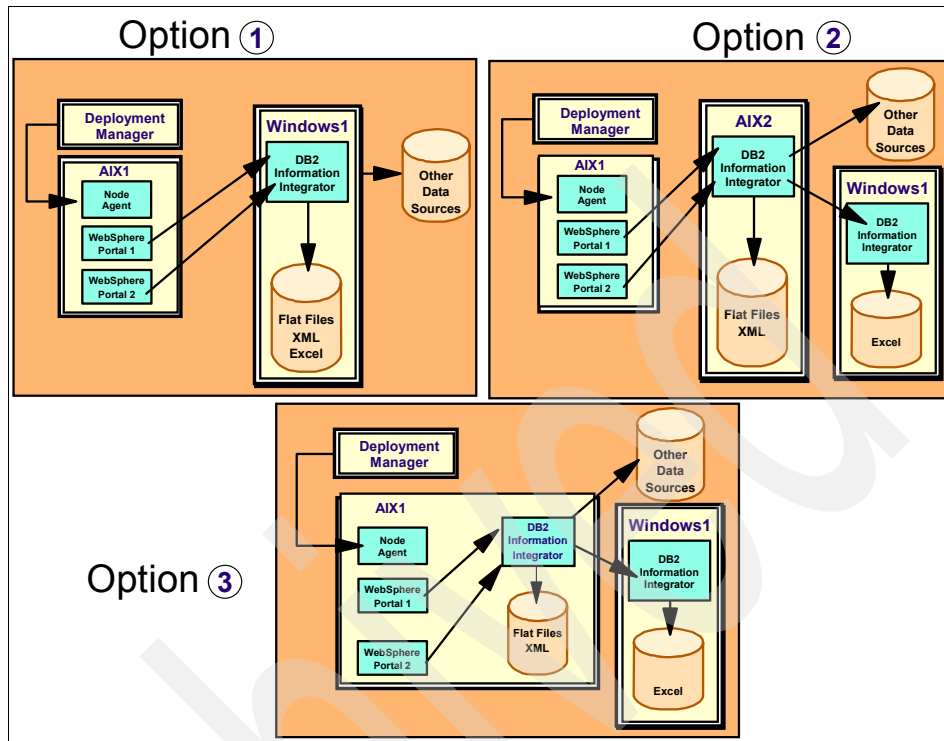 Option 1
Deployment
Manager
AIX1
Node
Agent
WebSphere
Portal 1
WebSphere
Portal 2
Windows1
DB2
Information
Integrator
Flat Files
XML
Excel
Other
Data
Sources
Option 2
Deployment
Manager
AIX1
Node
Agent
WebSphere
Portal 1
WebSphere
Portal 2
AIX2
DB2
Information
Integrator
Flat Files
XML
Other
Data
Sources
Windows1
DB2
Information
Integrator
Excel
Option 3
Deployment
Manager
AIX1
Node
Agent
WebSphere
Portal 1
WebSphere
Portal 2
DB2
Information
Integrator
Flat Files
XML
Other
Data
Sources
Windows1
DB2
Information
Integrator
Excel